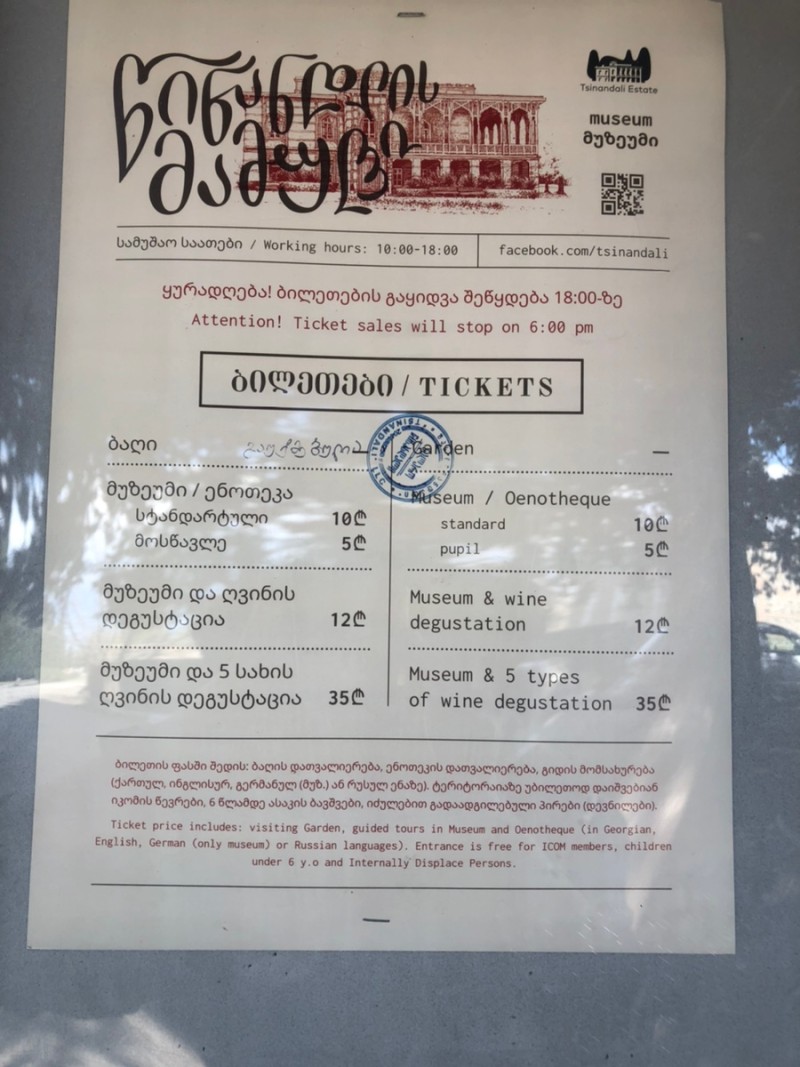 წინანდლის
მამული
Tsinandali Estate
museum
მუზეუმი
სამუშაო საათები / Working hours: 10:00-18:00
facebook.com/tsinandali
ყურადღება! ბილეთების გაყიდვა შეწყდება 18:00-ზე
Attention! Ticket sales will stop on 6:00 pm
ბილეთები / TICKETS
ბაღი —
მუზეუმი / ენოთეკა
სტანდარტული 10₾
მოსწავლე 5₾
მუზეუმი და ღვინის
დეგუსტაცია 12₾
მუზეუმი და 5 სახის
ღვინის დეგუსტაცია 35₾
Garden —
Museum / Oenotheque
standard 10₾
pupil 5₾
Museum & wine
degustation 12₾
Museum & 5 types
of wine degustation 35₾
TSINANDALI
LLC
ბილეთის ფასში შედის: ბაღის დათვალიერება, ენოთეკის დათვალიერება, გიდის მომსახურება
(ქართულ, ინგლისურ, გერმანულ (მუზ.) ან რუსულ ენაზე). ტერიტორიაზე უბილეთოდ დაიშვებიან
იკომის წევრები, 6 წლამდე ასაკის ბავშვები, იძულებით გადაადგილებული პირები (დევნილები).
Ticket price includes: visiting Garden, guided tours in Museum and Oenotheque (in Georgian,
English, German (only museum) or Russian languages). Entrance is free for ICOM members, children
under 6 y.o and Internally Displace Persons.